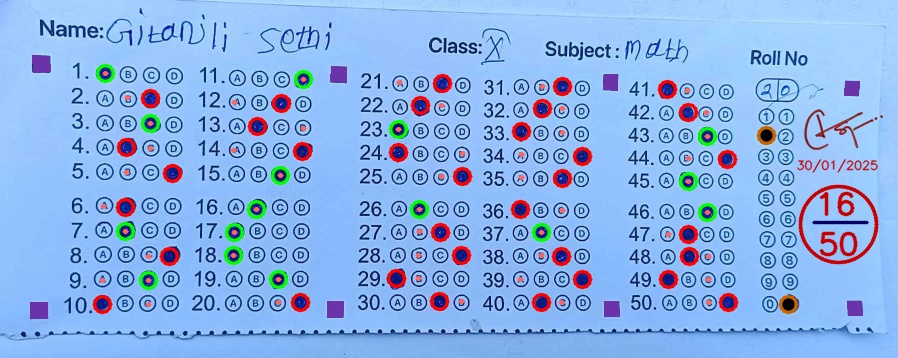 Name: Gitanili sethi
Class: X
Subject: math
Roll No
1. B C D
2. A D
3. A B D
4. A D
5. A C
6. C D
7. A C D
8. A B
9. B D
10. B D
11. A B C
12. B D
13. A C
14. B C
15. A B D
16. A C D
17. B C D
18. B C D
19. A B D
20. A B
21. B D
22. A D
23. B C D
24. B C
25. A B
26. A C D
27. A D
28. A C
29. C D
30. A B
31. A D
32. A D
33. C D
34. B C
35. A D
36. B D
37. A C D
38. A D
39. B C
40. A D
41. C D
42. A D
43. A B D
44. A C
45. A C D
46. A B D
47. C D
48. A D
49. C D
50. A B
2 0
1 1
2
3 3
4 4
5 5
6 6
7 7
8 8
9 9
0
30/01/2025
16
50